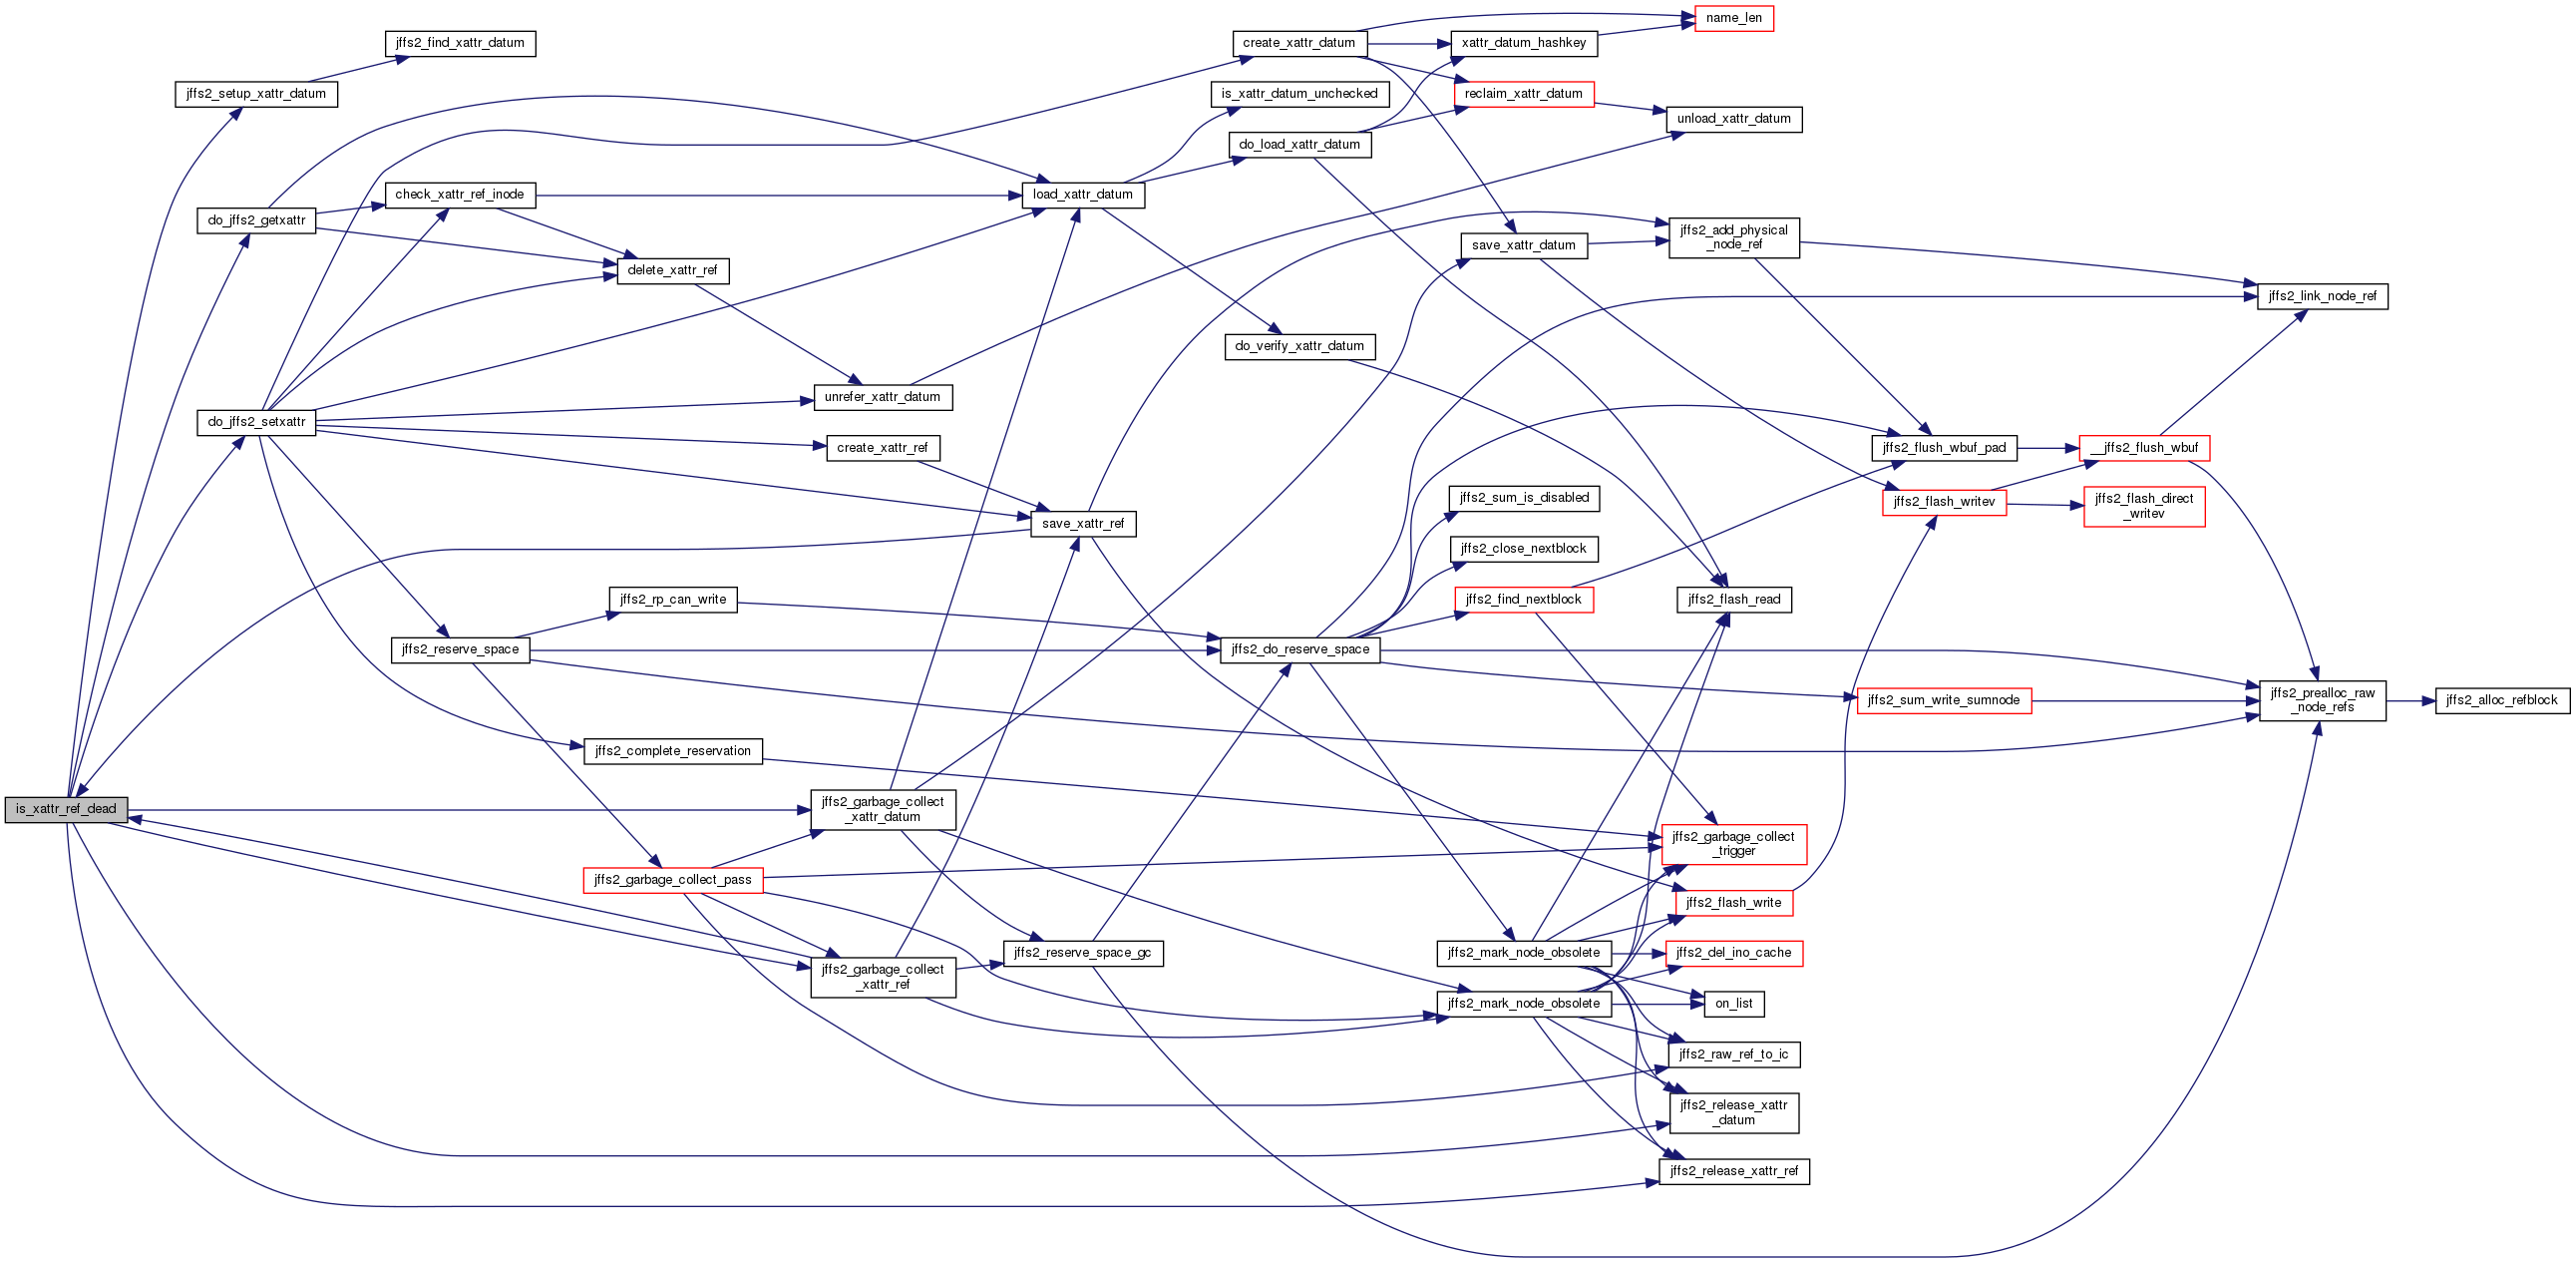 is_xattr_ref_dead
jffs2_setup_xattr_datum
do_jffs2_getxattr
do_jffs2_setxattr
jffs2_find_xattr_datum
check_xattr_ref_inode
jffs2_reserve_space
delete_xattr_ref
jffs2_rp_can_write
jffs2_complete_reservation
jffs2_garbage_collect_pass
unrefer_xattr_datum
create_xattr_ref
jffs2_garbage_collect
_xattr_datum
jffs2_garbage_collect
_xattr_ref
load_xattr_datum
save_xattr_ref
jffs2_reserve_space_gc
create_xattr_datum
is_xattr_datum_unchecked
do_load_xattr_datum
do_verify_xattr_datum
jffs2_do_reserve_space
xattr_datum_hashkey
reclaim_xattr_datum
save_xattr_datum
jffs2_sum_is_disabled
jffs2_close_nextblock
jffs2_find_nextblock
jffs2_mark_node_obsolete
jffs2_mark_node_obsolete
name_len
unload_xattr_datum
jffs2_add_physical
_node_ref
jffs2_flash_read
jffs2_garbage_collect
_trigger
jffs2_flash_write
jffs2_del_ino_cache
on_list
jffs2_raw_ref_to_ic
jffs2_release_xattr
_datum
jffs2_release_xattr_ref
jffs2_flush_wbuf_pad
jffs2_flash_writev
jffs2_sum_write_sumnode
__jffs2_flush_wbuf
jffs2_flash_direct
_writev
jffs2_link_node_ref
jffs2_prealloc_raw
_node_refs
jffs2_alloc_refblock